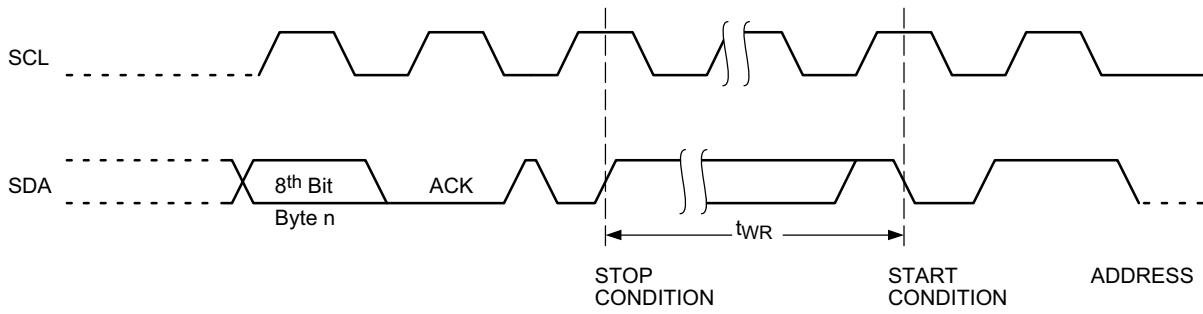 SCL
SDA
8th Bit
ACK
Byte n
tWR
STOP
CONDITION
START
CONDITION
ADDRESS